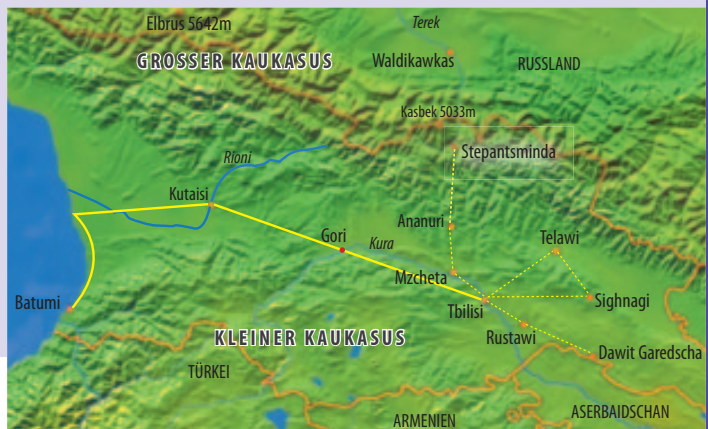 Elbrus 5642m
Terek
GROSSER KAUKASUS
Waldikawkas
RUSSLAND
Kasbek 5033m
Rioni
Stepantsminda
Kutaisi
Ananuri
Gori
Kura
Telawi
Mzcheta
Batumi
Tbilisi
Sighnagi
KLEINER KAUKASUS
Rustawi
Dawit Garedscha
TÜRKEI
ARMENIEN
ASERBAIDSCHAN